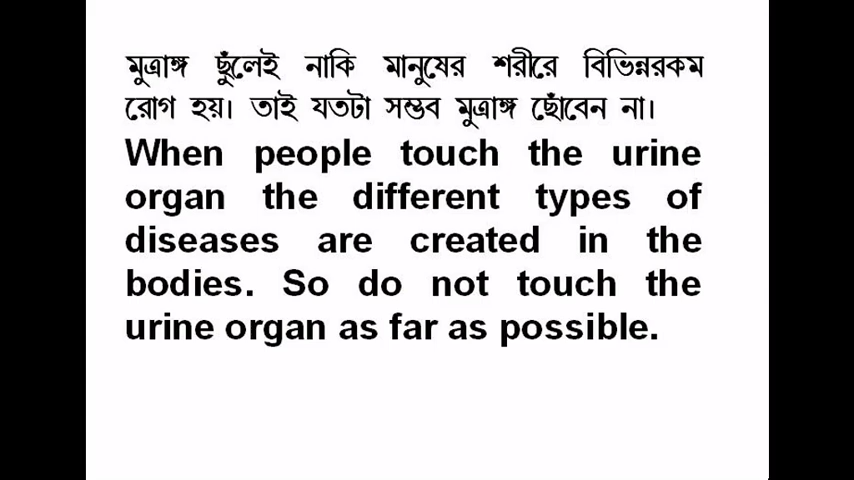 মুত্রাঙ্গ ছুঁলেই নাকি মানুষের শরীরে বিভিন্নরকম
রোগ হয়। তাই যতটা সম্ভব মুত্রাঙ্গ ছোঁবেন না।
When people touch the urine
organ the different types of
diseases are created in the
bodies. So do not touch the
urine organ as far as possible.